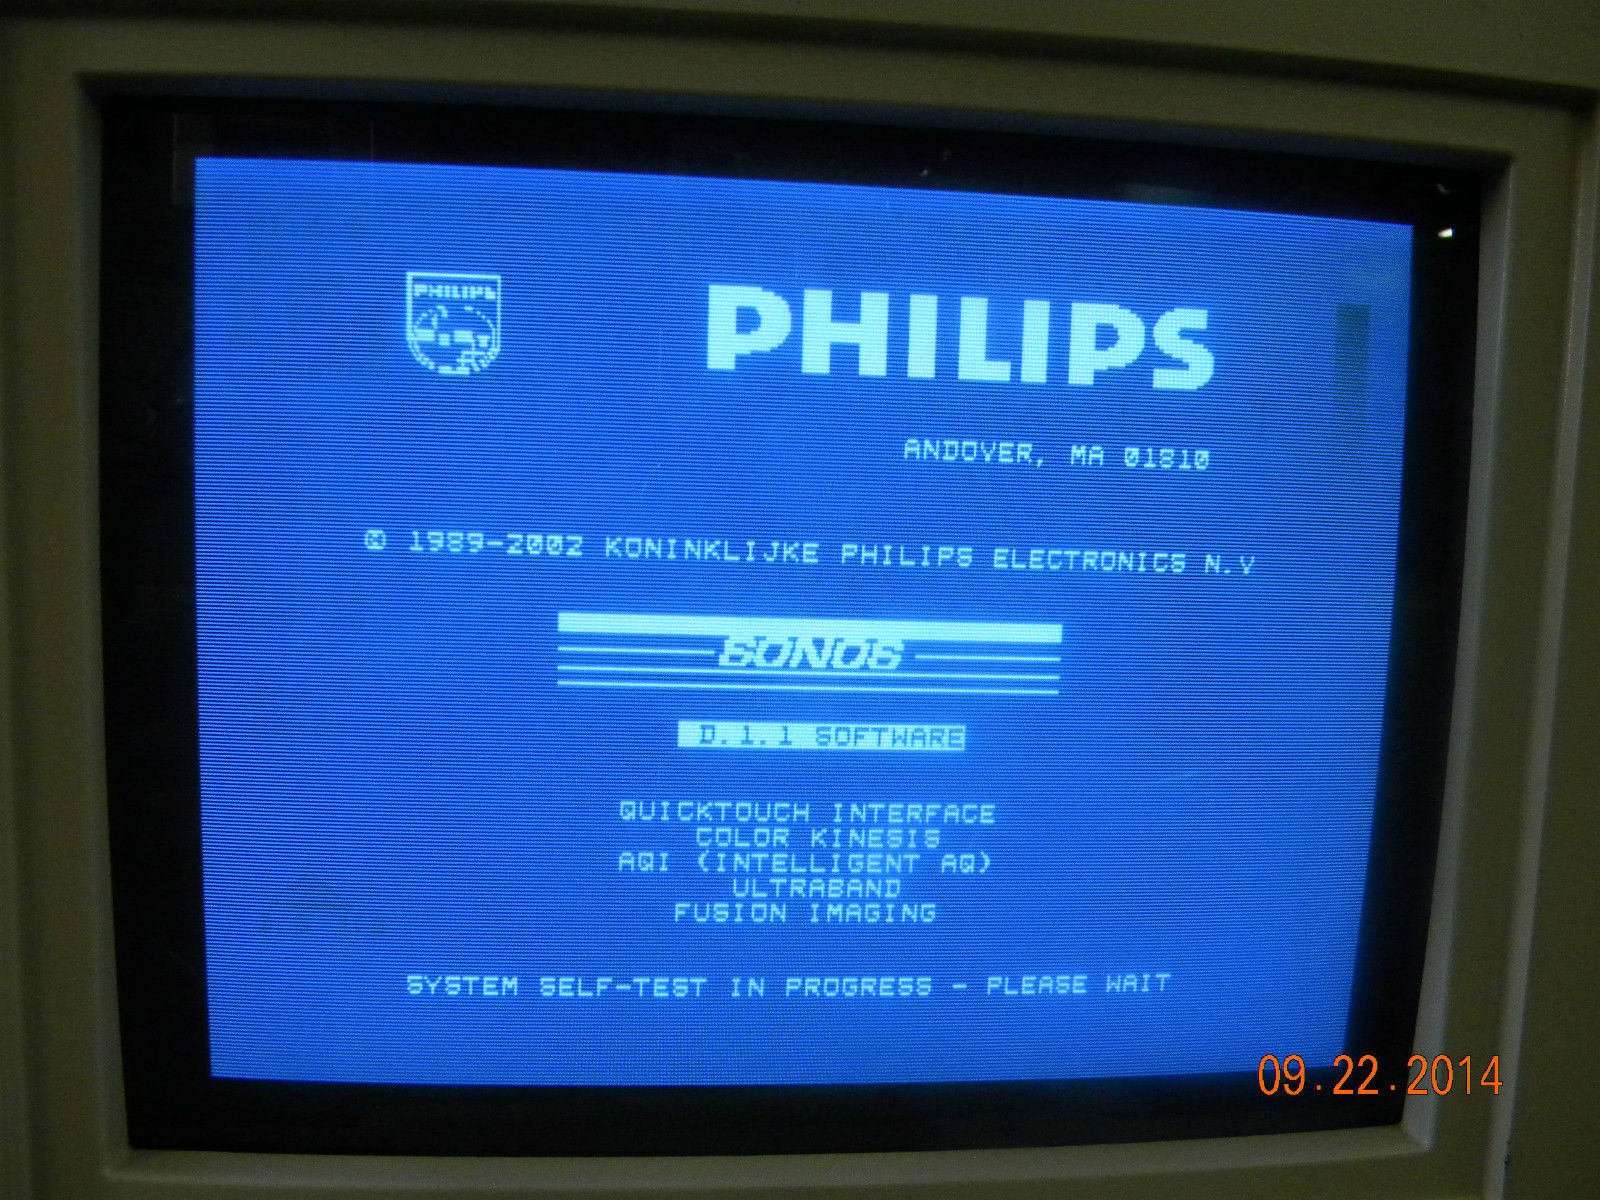 PHILIPS
PHILIPS
ANDOVER, MA 01810
© 1989-2002 KONINKLIJKE PHILIPS ELECTRONICS N.V
SONOS
D.1.1 SOFTWARE
QUICKTOUCH INTERFACE
COLOR KINESIS
AQI (INTELLIGENT AQ)
ULTRABAND
FUSION IMAGING
SYSTEM SELF-TEST IN PROGRESS - PLEASE WAIT
09.22.2014